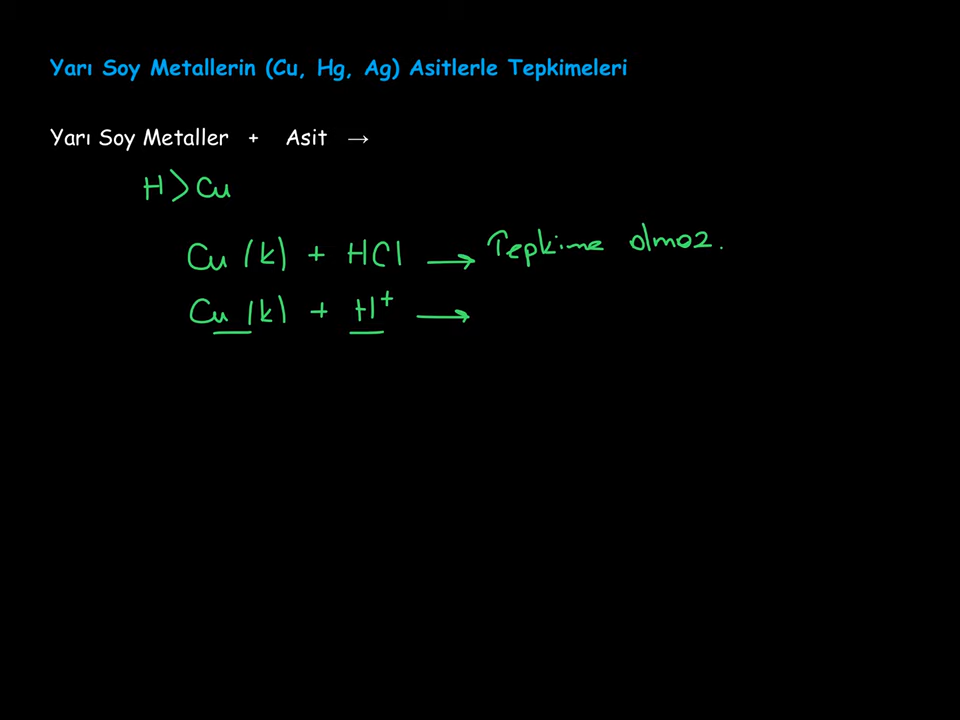 Yarı Soy Metallerin (Cu, Hg, Ag) Asitlerle Tepkimeleri
Yarı Soy Metaller + Asit →
H > Cu
Cu (k) + HCl → Tepkime olmaz.
Cu (k) + H⁺ →